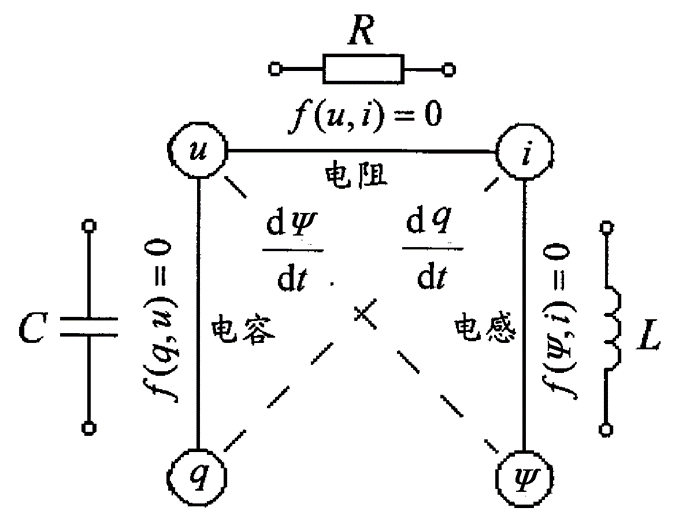 R
f(u,i)=0
u
i
电阻
dΨ/dt
dq/dt
C
f(q,u)=0
电容
电感
f(Ψ,i)=0
L
q
Ψ